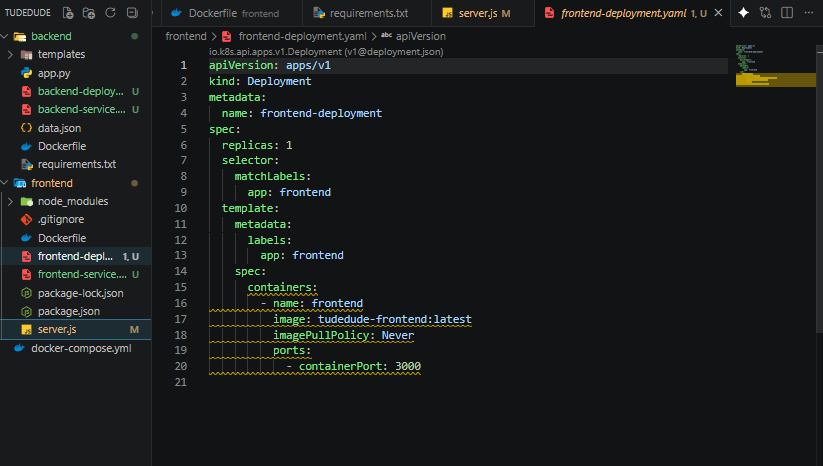 TUDEDUDE
Dockerfile frontend
requirements.txt
server.js M
frontend-deployment.yaml 1, U
backend
templates
app.py
backend-deploy... U
backend-service.... U
data.json
Dockerfile
requirements.txt
frontend
node_modules
.gitignore
Dockerfile
frontend-depl... 1, U
frontend-service.... U
package-lock.json
package.json
server.js M
docker-compose.yml
frontend > frontend-deployment.yaml > abc apiVersion
io.k8s.api.apps.v1.Deployment (v1@deployment.json)
1 apiVersion: apps/v1
2 kind: Deployment
3 metadata:
4   name: frontend-deployment
5 spec:
6   replicas: 1
7   selector:
8     matchLabels:
9       app: frontend
10   template:
11     metadata:
12       labels:
13         app: frontend
14     spec:
15       containers:
16         - name: frontend
17           image: tudedude-frontend:latest
18           imagePullPolicy: Never
19           ports:
20             - containerPort: 3000
21